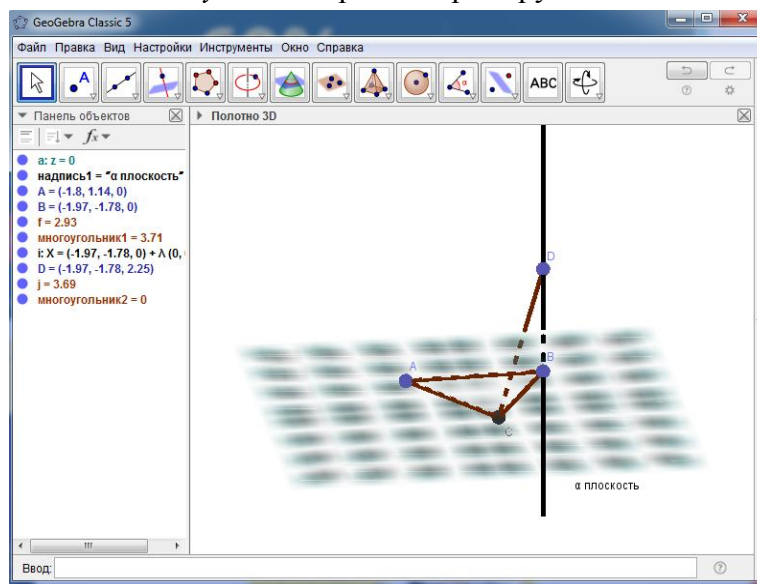 GeoGebra Classic 5
Файл Правка Вид Настройки Инструменты Окно Справка
A
ABC
Панель объектов
Полотно 3D
fx
a: z = 0
надпись1 = "α плоскость"
A = (-1.8, 1.14, 0)
B = (-1.97, -1.78, 0)
f = 2.93
многоугольник1 = 3.71
i: X = (-1.97, -1.78, 0) + λ (0,
D = (-1.97, -1.78, 2.25)
j = 3.69
многоугольник2 = 0
D
A
B
C
α плоскость
Ввод: